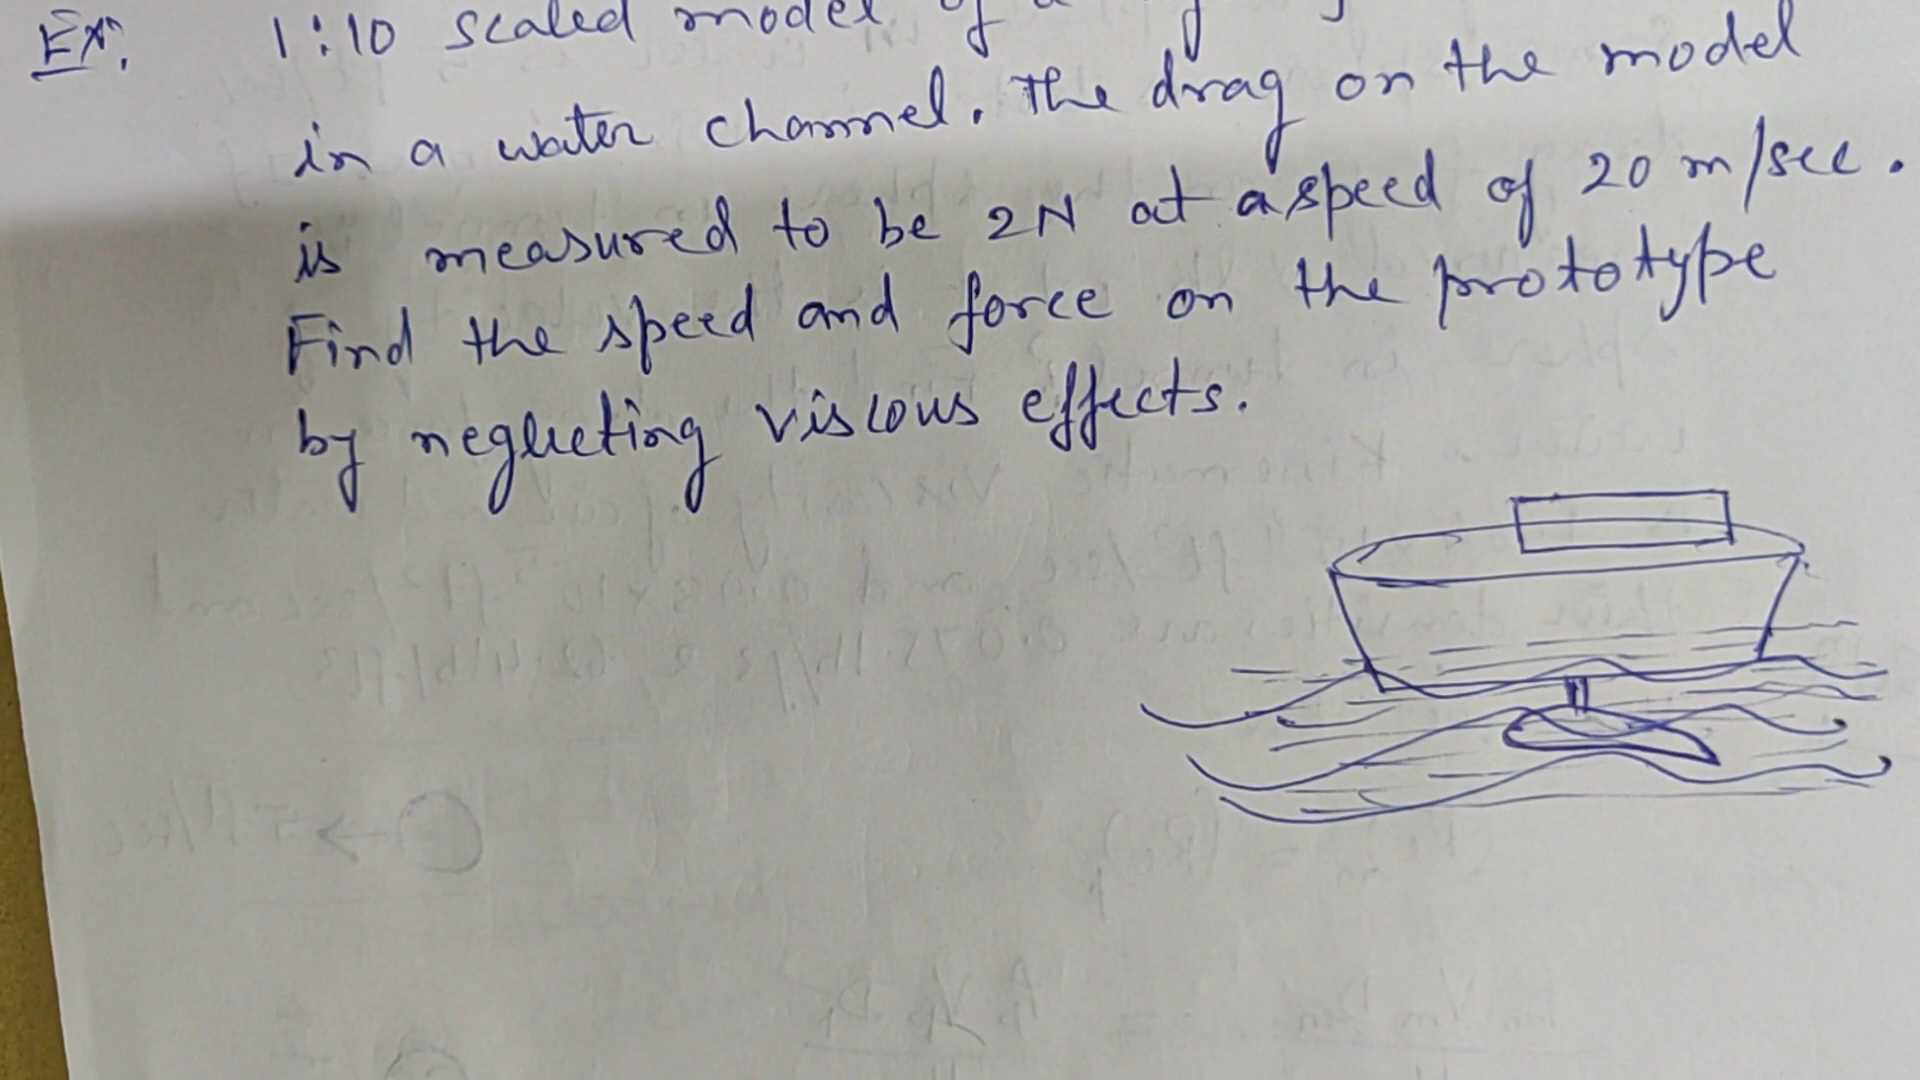 Ex. 1:10 scaled model of a
in a water channel. The drag on the model
is measured to be 2N at a speed of 20 m/sec.
Find the speed and force on the prototype
by neglecting viscous effects.